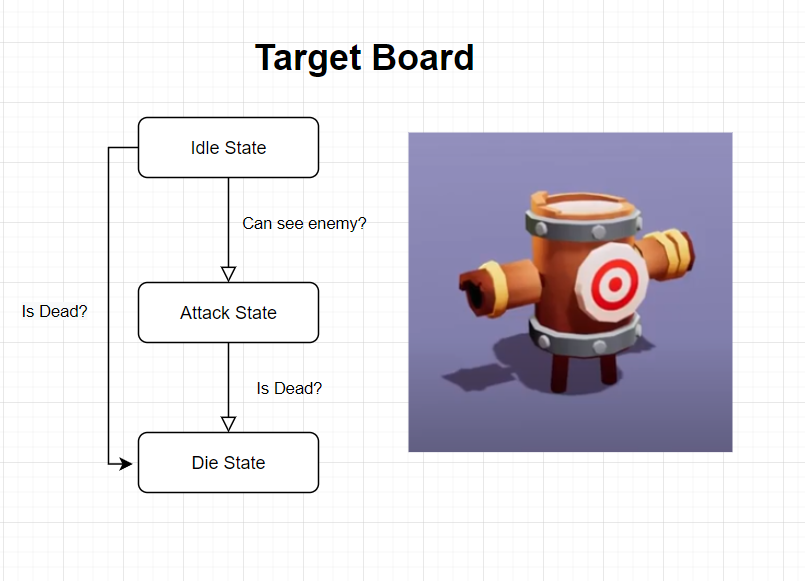 Target Board
Idle State
Can see enemy?
Is Dead?
Attack State
Is Dead?
Die State